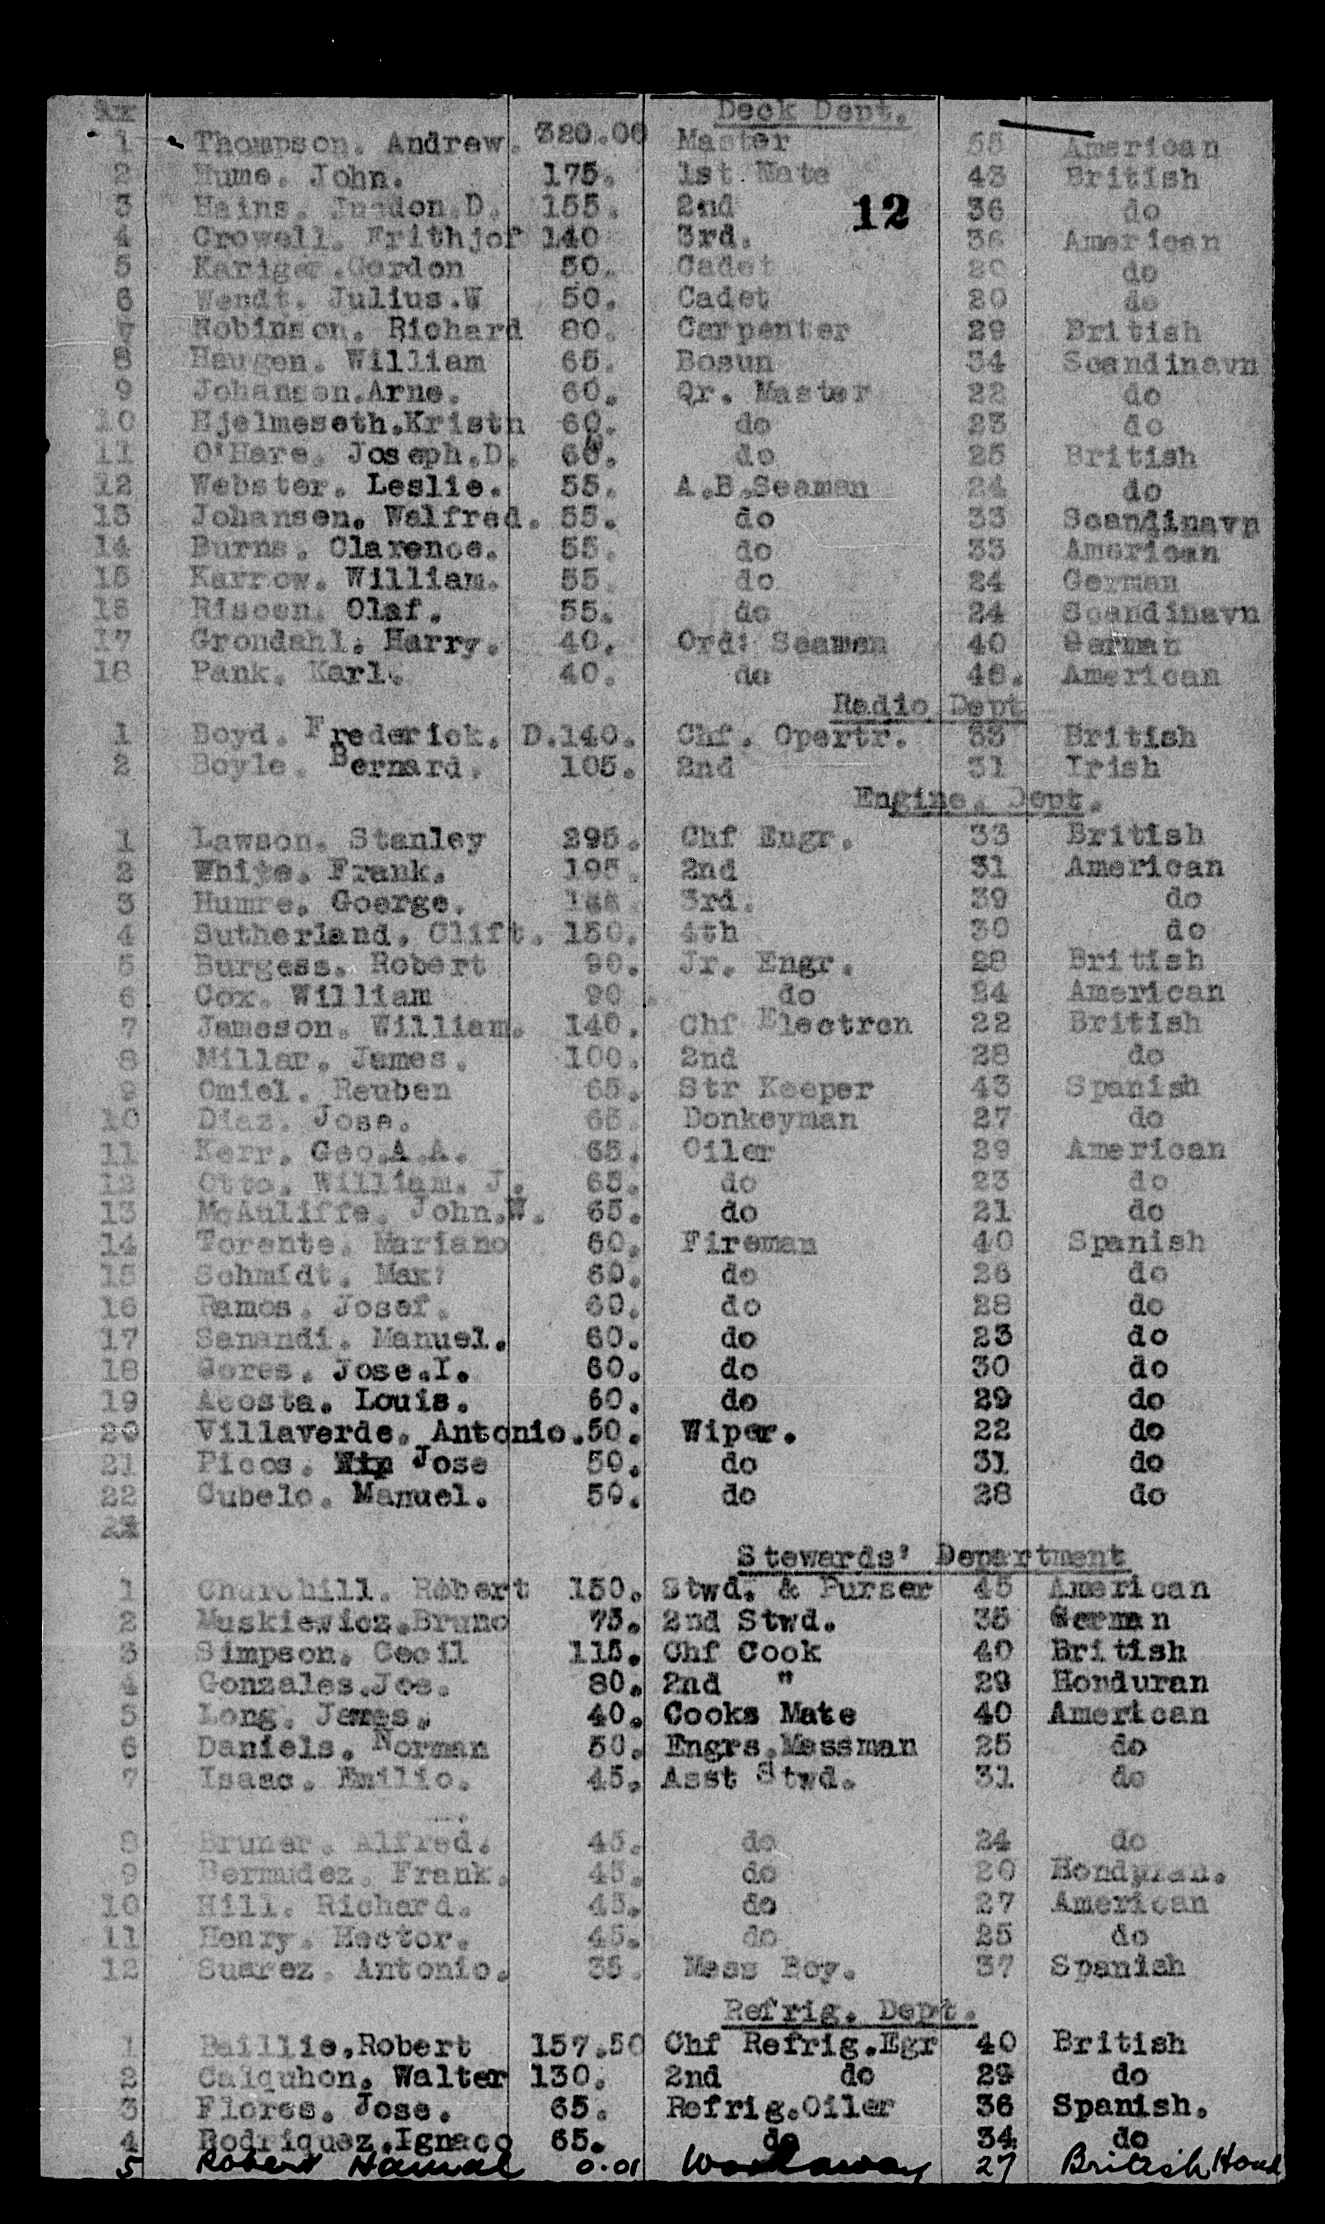 Deck Dept.
1 Thompson. Andrew. 320.00 Master 55 American
2 Hume. John. 175. 1st Mate 43 British
12
3 Hains. D. 155. 2nd 36 do
4 Crowell. Frithjof 140 3rd. 36 American
5 Gordon 50. Cadet 20 do
6 Wendt. Julius.W 50. Cadet 20 do
7 Robinson. Richard 80. Carpenter 29 British
8 Haugen. William 65. Bosun 34 Scandinavn
9 Johansen.Arne. 60. Qr. Master 22 do
10 Hjelmeseth.Kristn 60. do 23 do
11 O'Hare. Joseph.D. 60. do 25 British
12 Webster. Leslie. 55. A.B.Seaman 24 do
13 Johansen. Walfred. 55. do 33 Scandinavn
14 Burns. Clarence. 55. do 33 American
15 Karrow. William. 55. do 24 German
16 Riscen. Olaf. 55. do 24 Scandinavn
17 Grondahl. Harry. 40. Ord: Seaman 40 German
18 Pank. Karl. 40. do 48. American
Radio Dept
1 Boyd. Frederick. D.140. Chf. Opertr. 33 British
2 Boyle. Bernard. 105. 2nd 31 Irish
Engine. Dept.
1 Lawson. Stanley 295. Chf Engr. 33 British
2 White. Frank. 195. 2nd 31 American
3 Humre. Goerge. 3rd. 39 do
4 Sutherland. Clift. 150. 4th 30 do
5 Burgess. Robert 90. Jr. Engr. 28 British
6 Cox. William 90 . do 24 American
7 Jameson. William. 140. Chf Electron 22 British
8 Millar. James. 100. 2nd 28 do
9 Omiel. Reuben 65. Str Keeper 43 Spanish
10 Diaz. Jose. 65. Donkeyman 27 do
11 Kerr. Geo.A.A. 65. Oiler 29 American
12 Otto. William. J. 65. do 23 do
13 McAuliffe. John.W. 65. do 21 do
14 Torente. Mariano 60. Fireman 40 Spanish
15 Schmidt. Max: 60. do 26 do
16 Ramos. Josef. 60. do 28 do
17 Senandi. Manuel. 60. do 23 do
18 Gores. Jose.I. 60. do 30 do
19 Acosta. Louis. 60. do 29 do
20 Villaverde. Antonio.50. Wiper. 22 do
21 Picos. Jose 50. do 31 do
22 Cubelo. Manuel. 50. do 28 do
Stewards' Department
1 Churchill. Robert 150. Stwd. & Purser 45 American
2 Muskiewicz.Bruno 75. 2nd Stwd. 35 German
3 Simpson. Cecil 115. Chf Cook 40 British
4 Gonzales.Jos. 80. 2nd " 29 Honduran
5 Long. James. 40. Cooks Mate 40 American
6 Daniels. Norman 50. Engrs.Messman 25 do
7 Isaac. Emilio. 45. Asst Stwd. 31 do
8 Bruner. Alfred. 45. do 24 do
9 Bermudez. Frank. 45. do 20 Honduran.
10 Hill. Richard. 45. do 27 American
11 Henry. Hector. 45. do 25 do
12 Suarez. Antonio. 35. Mess Boy. 37 Spanish
Refrig. Dept.
1 Baillie.Robert 157.50 Chf Refrig.Egr 40 British
2 Calquhon. Walter 130. 2nd do 29 do
3 Flores. Jose. 65. Refrig.Oiler 36 Spanish.
4 Rodriquez.Ignaco 65. do 34 do
5 Robert 0.01 Workaway 27 British Hond